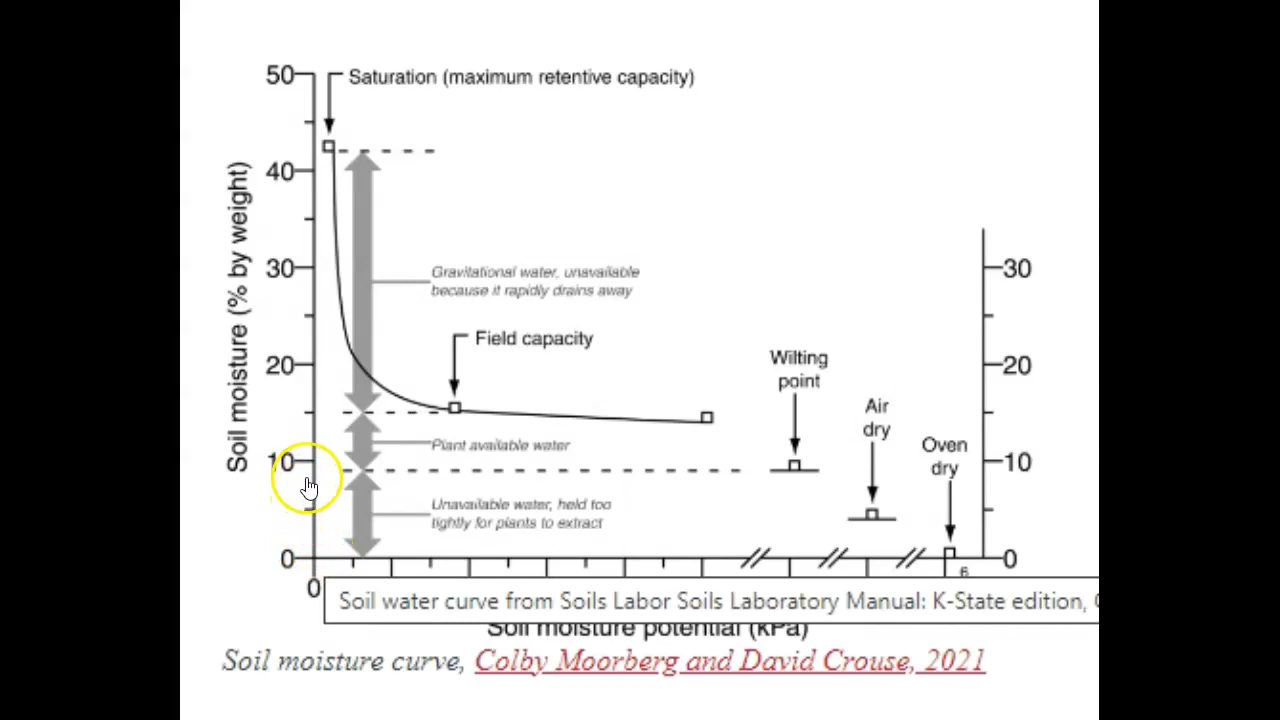 50
Saturation (maximum retentive capacity)
40
Soil moisture (% by weight)
30
30
Gravitational water, unavailable
because it rapidly drains away
Field capacity
20
20
Wilting
point
Air
dry
Oven
dry
Plant available water
10
10
Unavailable water, held too
tightly for plants to extract
0
0
0
6
Soil water curve from Soils Labor Soils Laboratory Manual: K-State edition,
Soil moisture potential (kPa)
Soil moisture curve, Colby Moorberg and David Crouse, 2021